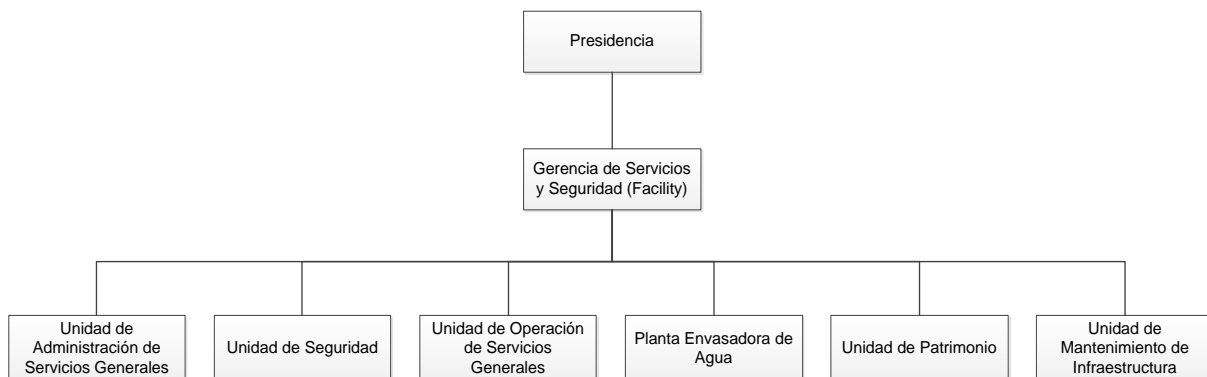 Presidencia
Gerencia de Servicios
y Seguridad (Facility)
Unidad de
Administración de
Servicios Generales
Unidad de Seguridad
Unidad de Operación
de Servicios
Generales
Planta Envasadora de
Agua
Unidad de Patrimonio
Unidad de
Mantenimiento de
Infraestructura